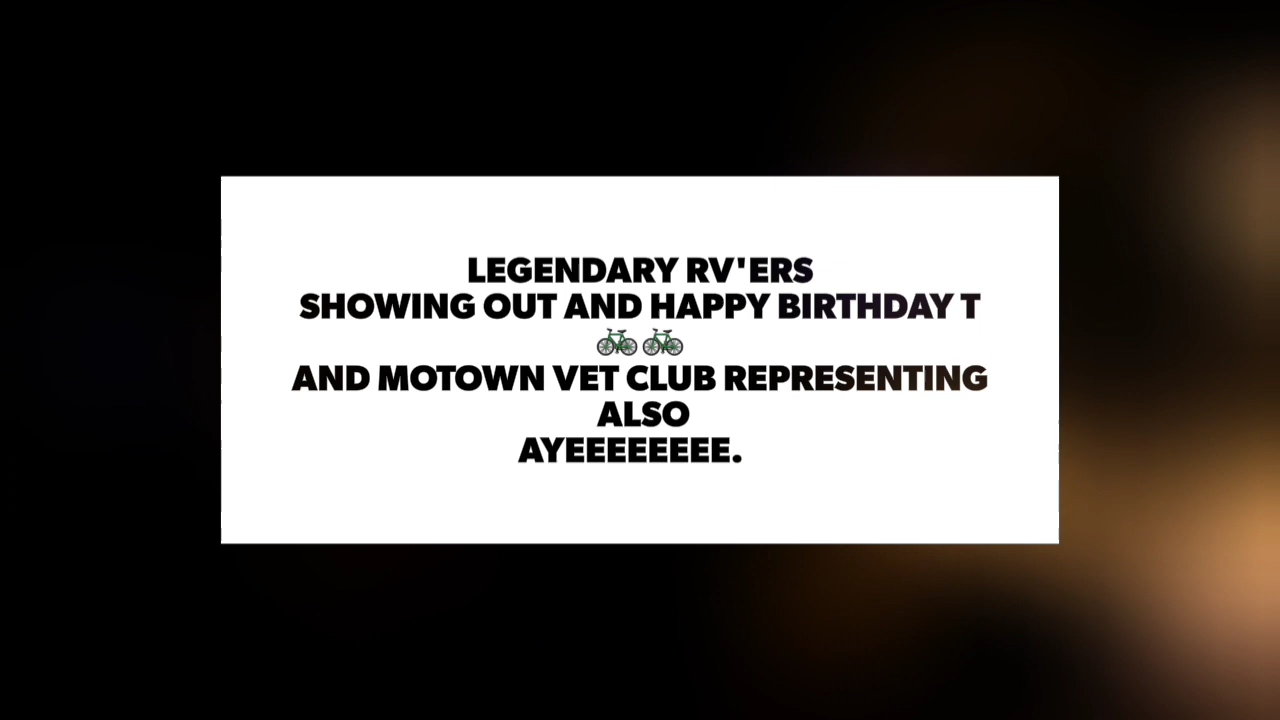 LEGENDARY RV'ERS
SHOWING OUT AND HAPPY BIRTHDAY T
🚲🚲
AND MOTOWN VET CLUB REPRESENTING
ALSO
AYEEEEEEEE.